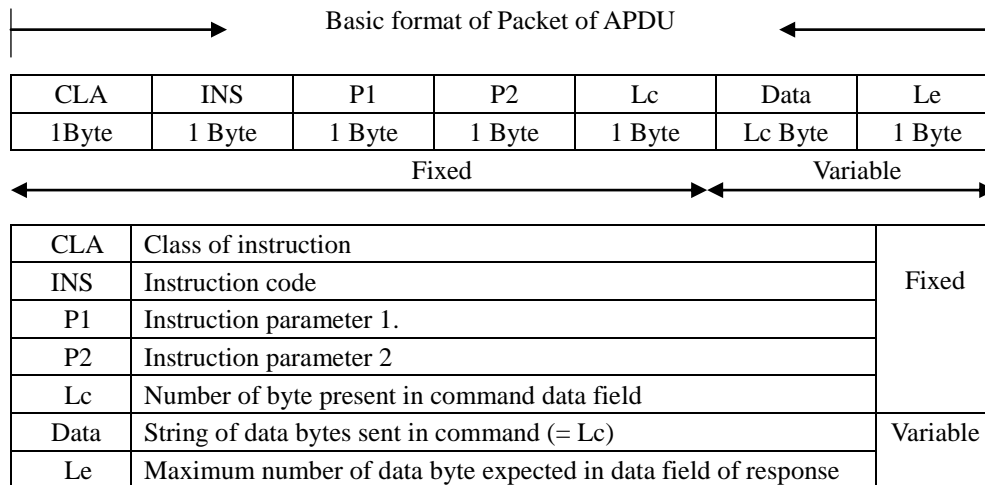 Basic format of Packet of APDU
CLA INS P1 P2 Lc Data Le
1Byte 1 Byte 1 Byte 1 Byte 1 Byte Lc Byte 1 Byte
Fixed Variable
CLA Class of instruction
INS Instruction code Fixed
P1 Instruction parameter 1.
P2 Instruction parameter 2
Lc Number of byte present in command data field
Data String of data bytes sent in command (= Lc) Variable
Le Maximum number of data byte expected in data field of response